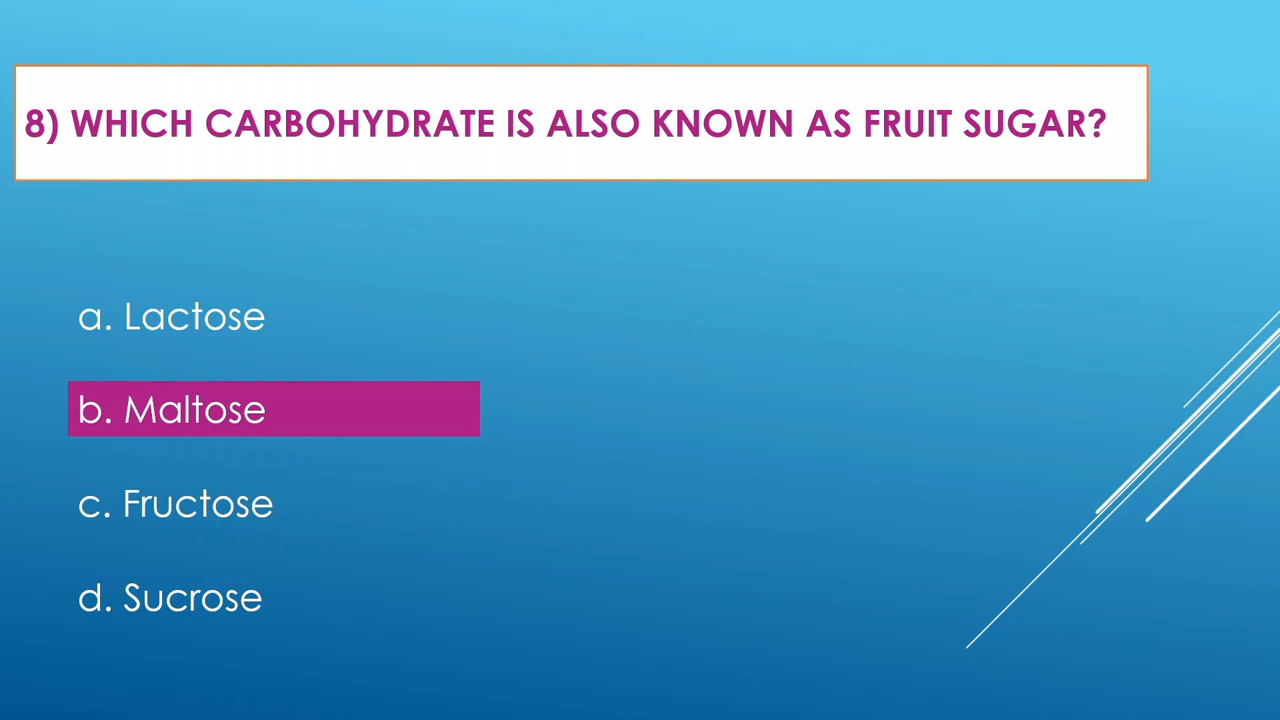 8) WHICH CARBOHYDRATE IS ALSO KNOWN AS FRUIT SUGAR?
a. Lactose
b. Maltose
c. Fructose
d. Sucrose